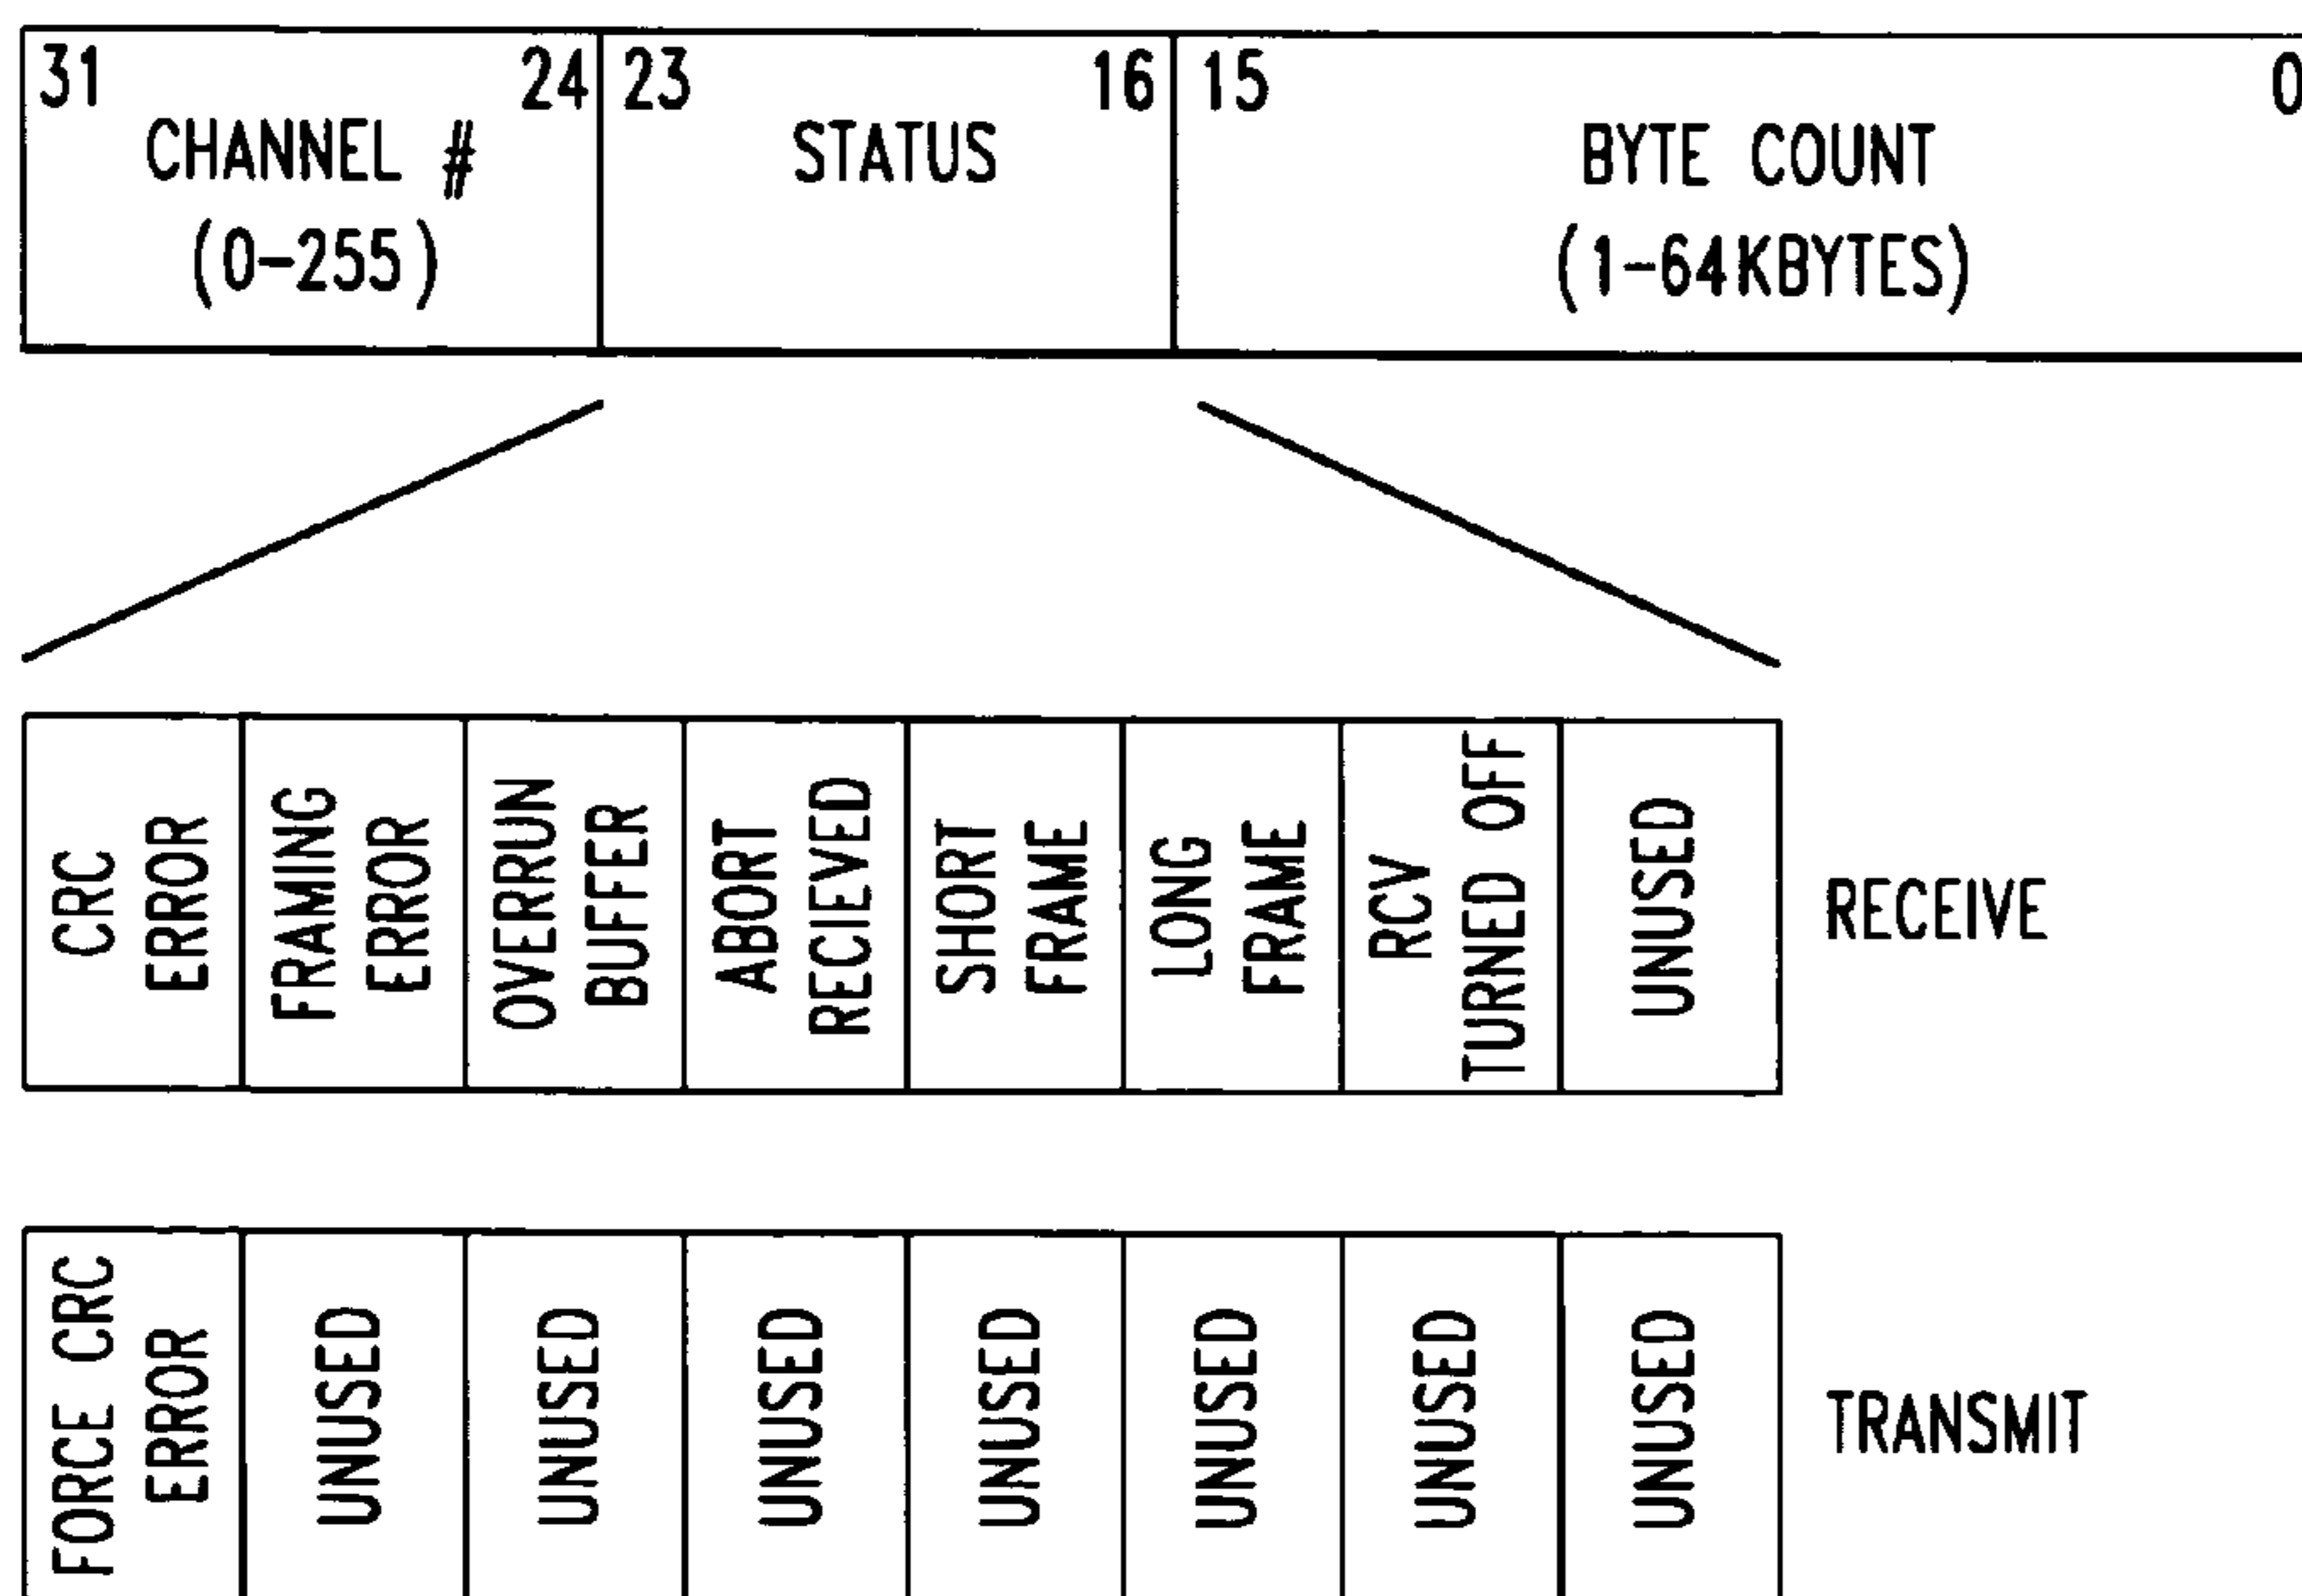 31 24 23 16 15 0
CHANNEL # STATUS BYTE COUNT
(0-255) (1-64KBYTES)
CRC
ERROR
FRAMING
ERROR
OVERRUN
BUFFER
ABORT
RECIEVED
SHORT
FRAME
LONG
FRAME
RCV
TURNED OFF
UNUSED
RECEIVE
FORCE CRC
ERROR
UNUSED
UNUSED
UNUSED
UNUSED
UNUSED
UNUSED
UNUSED
TRANSMIT